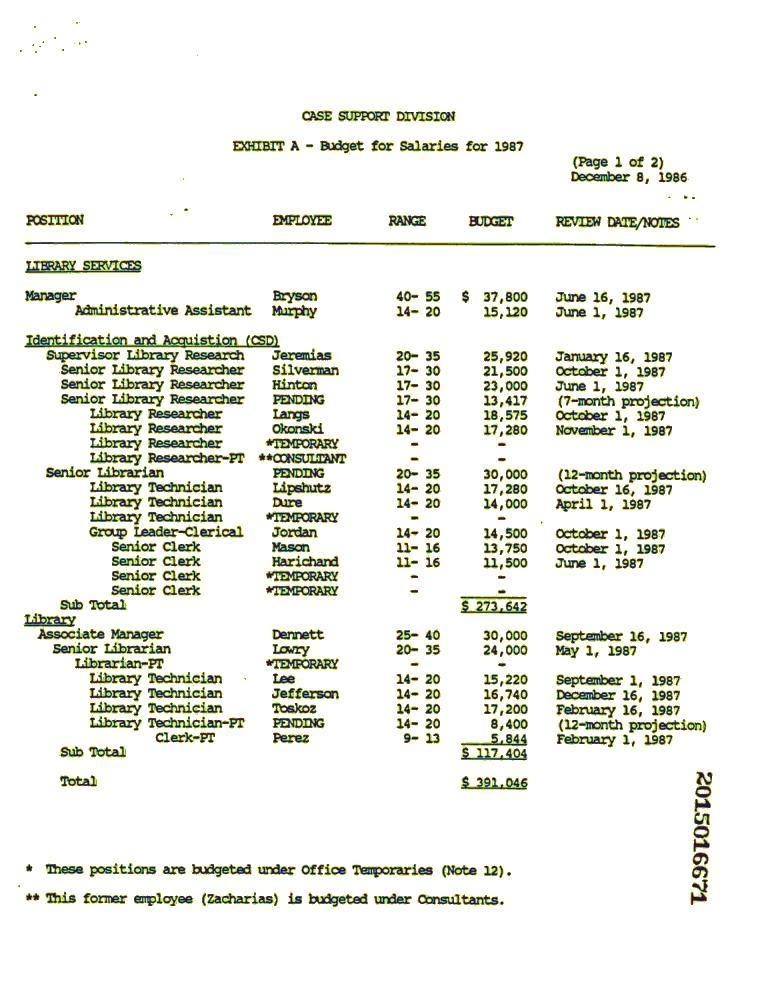 CASE SUPPORT DIVISION
EXHIBIT A - Budget for Salaries for 1987
(Page 1 of 2)
December 8, 1986
POSITION EMPLOYEE RANGE BUDGET REVIEW DATE/NOTES
LIBRARY SERVICES
Manager Bryson 40- 55 $ 37,800 June 16, 1987
Administrative Assistant Murphy 14- 20 15,120 June 1, 1987
Identification and Acquistion (CSD)
Supervisor Library Research Jeremias 20- 35 25,920 January 16, 1987
Senior Library Researcher Silverman 17- 30 21,500 October 1, 1987
Senior Library Researcher Hinton 17- 30 23,000 June 1, 1987
Senior Library Researcher PENDING 17- 30 13,417 (7-month projection)
Library Researcher Langs 14- 20 18,575 October 1, 1987
Library Researcher Okonski 14- 20 17,280 November 1, 1987
Library Researcher *TEMPORARY - -
Library Researcher-PT **CONSULTANT - -
Senior Librarian PENDING 20- 35 30,000 (12-month projection)
Library Technician Lipshutz 14- 20 17,280 October 16, 1987
Library Technician Dure 14- 20 14,000 April 1, 1987
Library Technician *TEMPORARY - -
Group Leader-Clerical Jordan 14- 20 14,500 October 1, 1987
Senior Clerk Mason 11- 16 13,750 October 1, 1987
Senior Clerk Harichand 11- 16 11,500 June 1, 1987
Senior Clerk *TEMPORARY - -
Senior Clerk *TEMPORARY - -
Sub Total $ 273,642
Library
Associate Manager Dennett 25- 40 30,000 September 16, 1987
Senior Librarian Lowry 20- 35 24,000 May 1, 1987
Librarian-PT *TEMPORARY - -
Library Technician Lee 14- 20 15,220 September 1, 1987
Library Technician Jefferson 14- 20 16,740 December 16, 1987
Library Technician Toskoz 14- 20 17,200 February 16, 1987
Library Technician-PT PENDING 14- 20 8,400 (12-month projection)
Clerk-PT Perez 9- 13 5,844 February 1, 1987
Sub Total $ 117,404
Total $ 391,046
2015016671
* These positions are budgeted under Office Temporaries (Note 12).
** This former employee (Zacharias) is budgeted under Consultants.